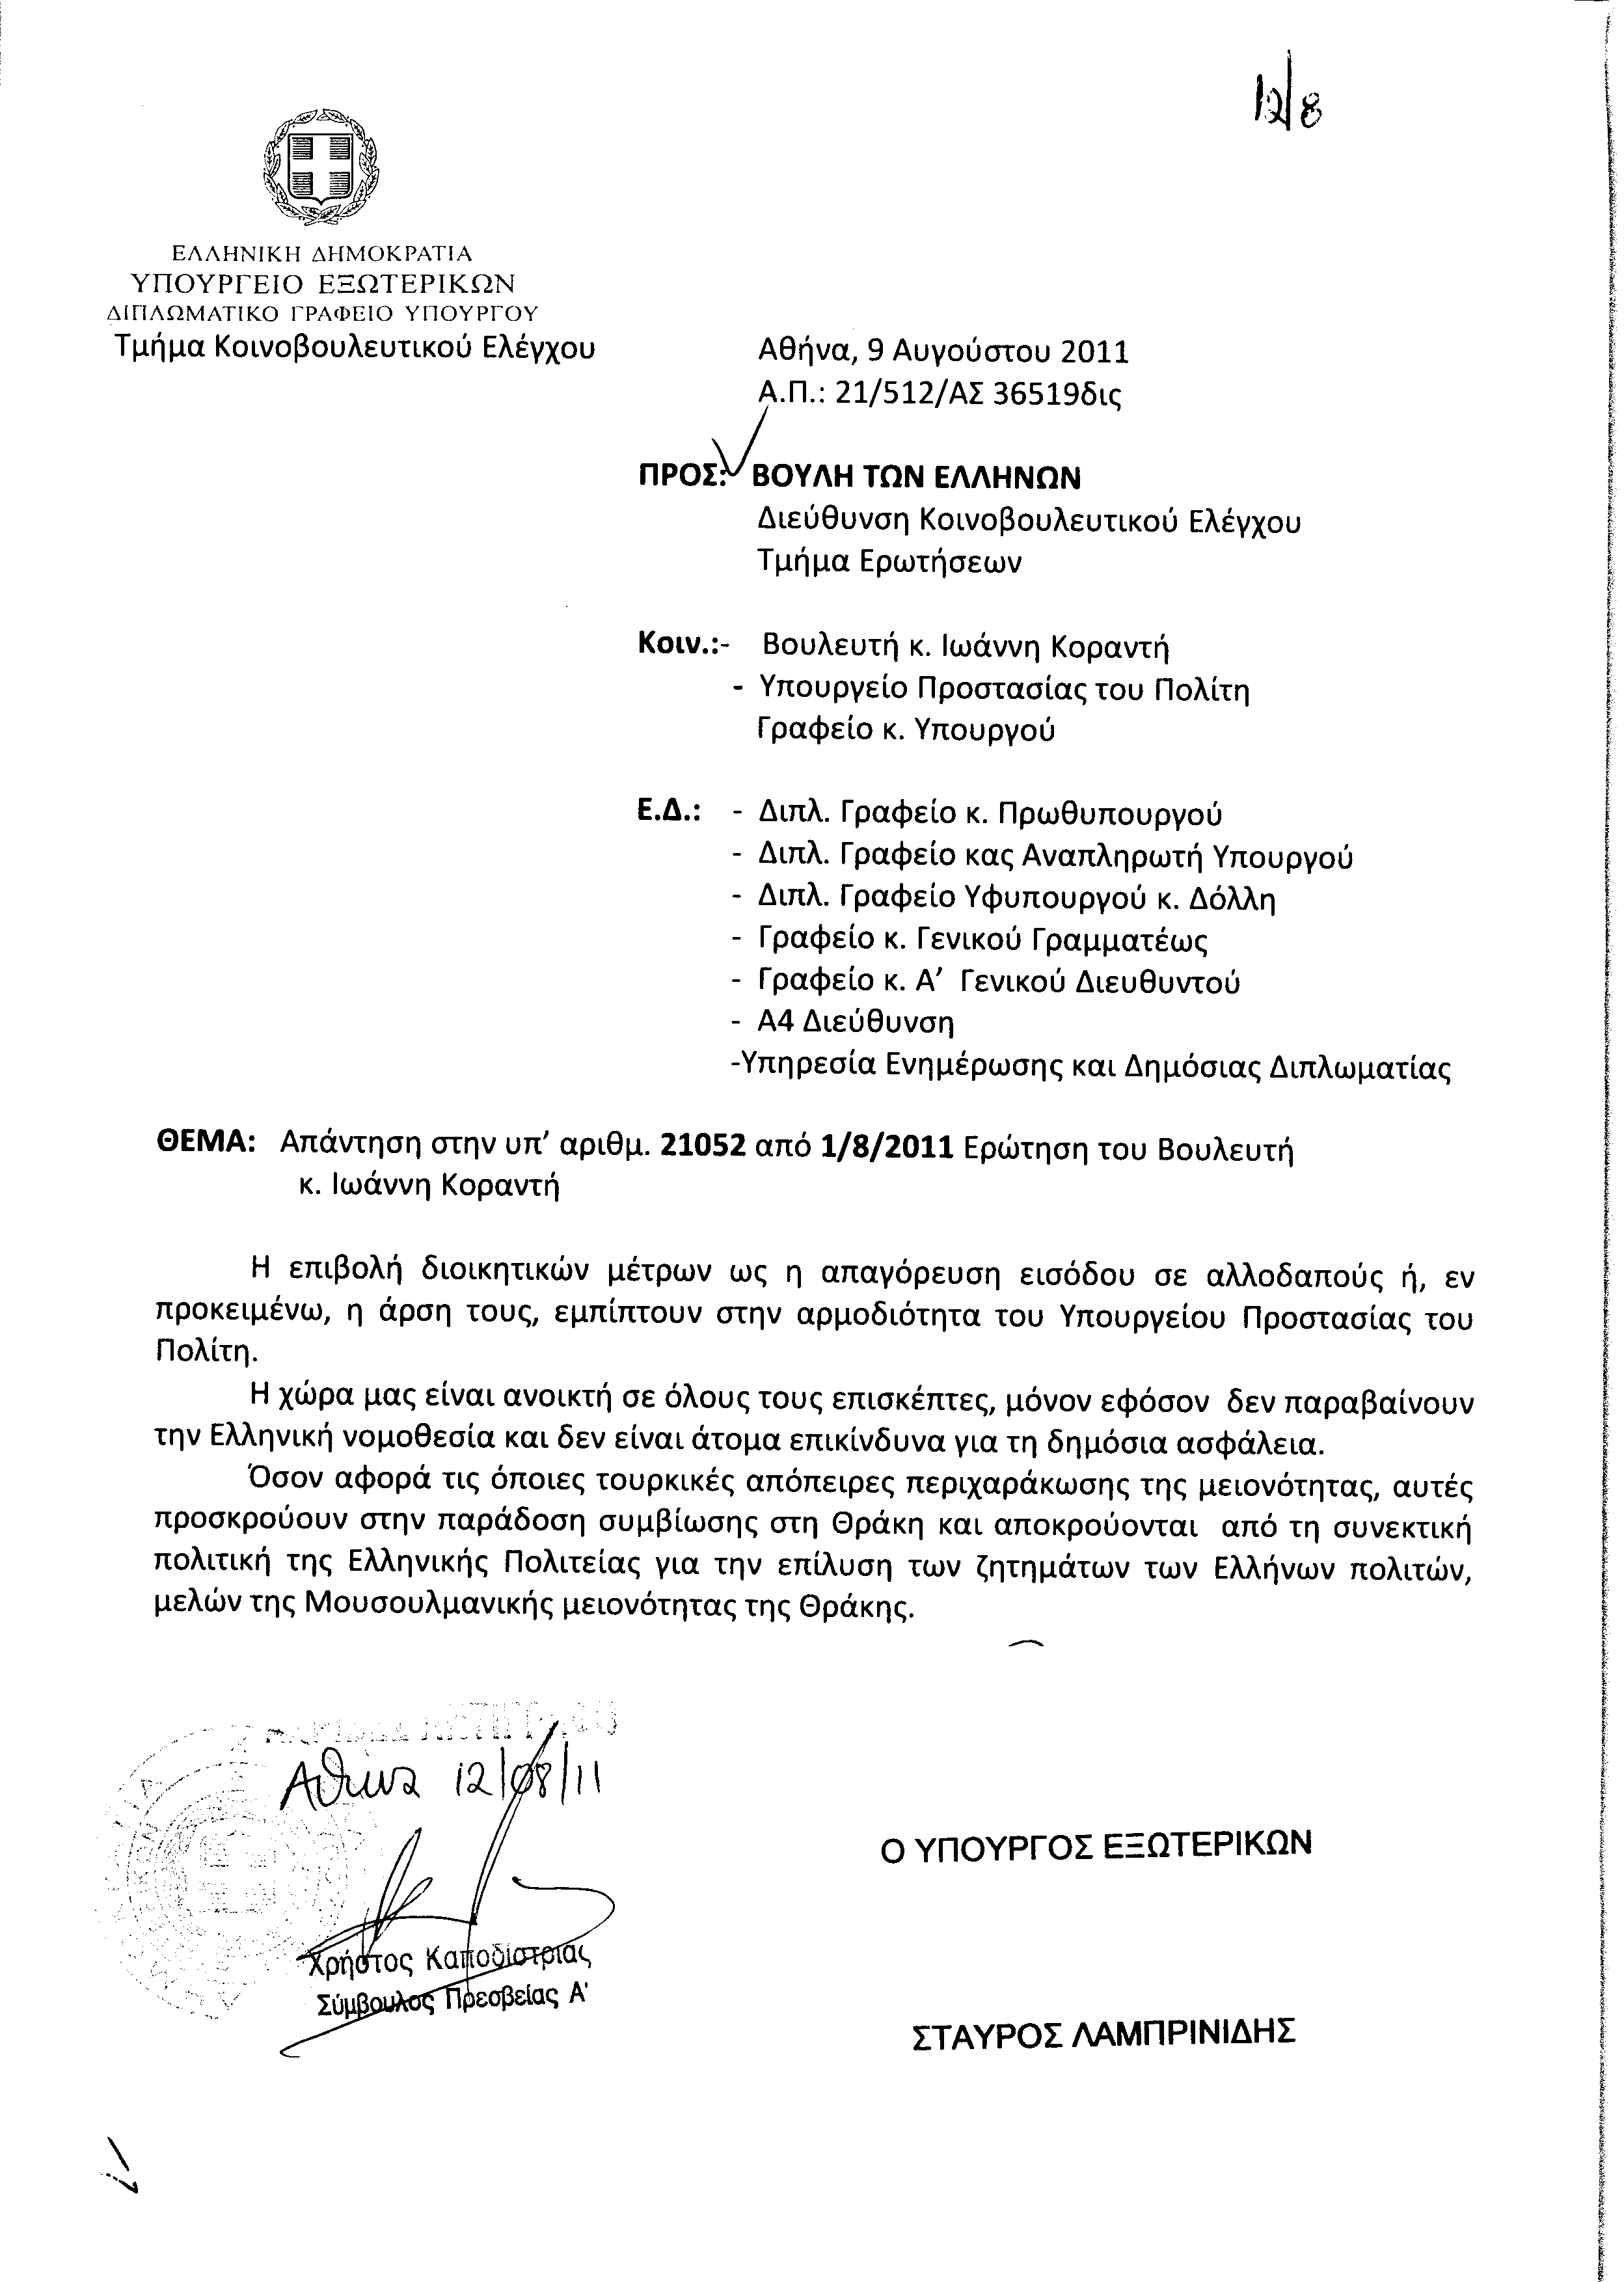 12/8
ΕΛΛΗΝΙΚΗ ΔΗΜΟΚΡΑΤΙΑ
ΥΠΟΥΡΓΕΙΟ ΕΞΩΤΕΡΙΚΩΝ
ΔΙΠΛΩΜΑΤΙΚΟ ΓΡΑΦΕΙΟ ΥΠΟΥΡΓΟΥ
Τμήμα Κοινοβουλευτικού Ελέγχου
Αθήνα, 9 Αυγούστου 2011
Α.Π.: 21/512/ΑΣ 36519δις
ΠΡΟΣ: ΒΟΥΛΗ ΤΩΝ ΕΛΛΗΝΩΝ
Διεύθυνση Κοινοβουλευτικού Ελέγχου
Τμήμα Ερωτήσεων
Κοιν.:- Βουλευτή κ. Ιωάννη Κοραντή
- Υπουργείο Προστασίας του Πολίτη
Γραφείο κ. Υπουργού
Ε.Δ.: - Διπλ. Γραφείο κ. Πρωθυπουργού
- Διπλ. Γραφείο κας Αναπληρωτή Υπουργού
- Διπλ. Γραφείο Υφυπουργού κ. Δόλλη
- Γραφείο κ. Γενικού Γραμματέως
- Γραφείο κ. Α’ Γενικού Διευθυντού
- Α4 Διεύθυνση
-Υπηρεσία Ενημέρωσης και Δημόσιας Διπλωματίας
ΘΕΜΑ: Απάντηση στην υπ’ αριθμ. 21052 από 1/8/2011 Ερώτηση του Βουλευτή
κ. Ιωάννη Κοραντή
Η επιβολή διοικητικών μέτρων ως η απαγόρευση εισόδου σε αλλοδαπούς ή, εν
προκειμένω, η άρση τους, εμπίπτουν στην αρμοδιότητα του Υπουργείου Προστασίας του
Πολίτη.
Η χώρα μας είναι ανοικτή σε όλους τους επισκέπτες, μόνον εφόσον δεν παραβαίνουν
την Ελληνική νομοθεσία και δεν είναι άτομα επικίνδυνα για τη δημόσια ασφάλεια.
Όσον αφορά τις όποιες τουρκικές απόπειρες περιχαράκωσης της μειονότητας, αυτές
προσκρούουν στην παράδοση συμβίωσης στη Θράκη και αποκρούονται από τη συνεκτική
πολιτική της Ελληνικής Πολιτείας για την επίλυση των ζητημάτων των Ελλήνων πολιτών,
μελών της Μουσουλμανικής μειονότητας της Θράκης.
Αθήνα 12/08/11
Ο ΥΠΟΥΡΓΟΣ ΕΞΩΤΕΡΙΚΩΝ
Χρήστος Καποδίστριας
Σύμβουλος Πρεσβείας Α'
ΣΤΑΥΡΟΣ ΛΑΜΠΡΙΝΙΔΗΣ